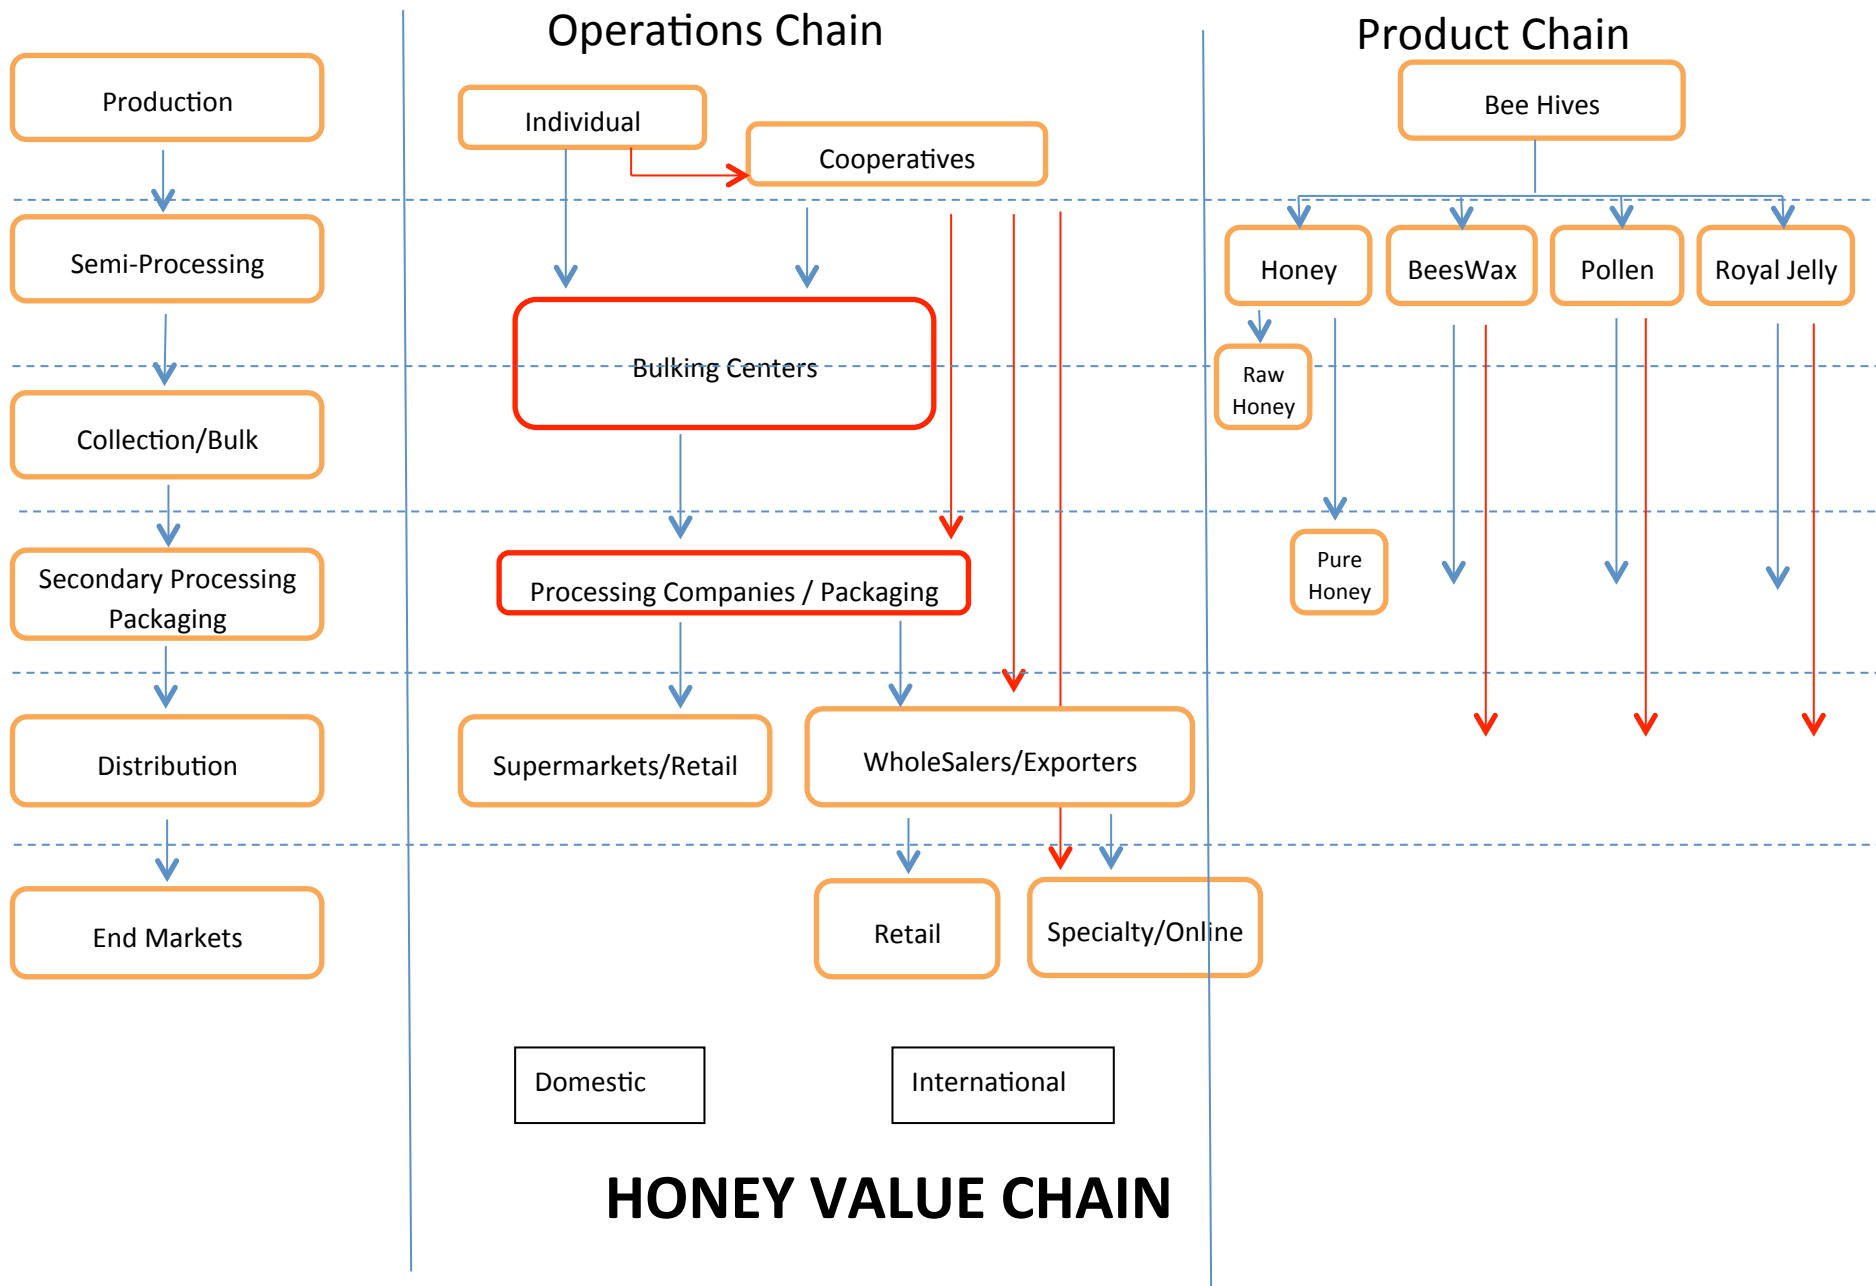 Operations Chain
Product Chain
Production
Individual
Cooperatives
Bee Hives
Semi-Processing
Honey
BeesWax
Pollen
Royal Jelly
Bulking Centers
Raw
Honey
Collection/Bulk
Secondary Processing
Packaging
Processing Companies / Packaging
Pure
Honey
Distribution
Supermarkets/Retail
WholeSalers/Exporters
End Markets
Retail
Specialty/Online
Domestic
International
HONEY VALUE CHAIN